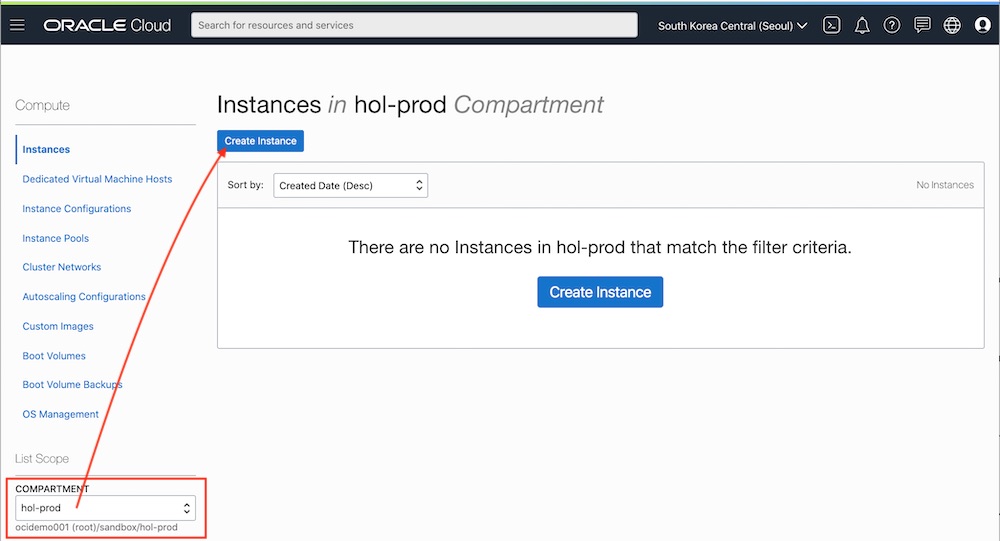 ORACLE Cloud
Search for resources and services
South Korea Central (Seoul)
Compute
Instances
Dedicated Virtual Machine Hosts
Instance Configurations
Instance Pools
Cluster Networks
Autoscaling Configurations
Custom Images
Boot Volumes
Boot Volume Backups
OS Management
List Scope
COMPARTMENT
hol-prod
ocidemo001 (root)/sandbox/hol-prod
Instances in hol-prod Compartment
Create Instance
Sort by:
Created Date (Desc)
No Instances
There are no Instances in hol-prod that match the filter criteria.
Create Instance